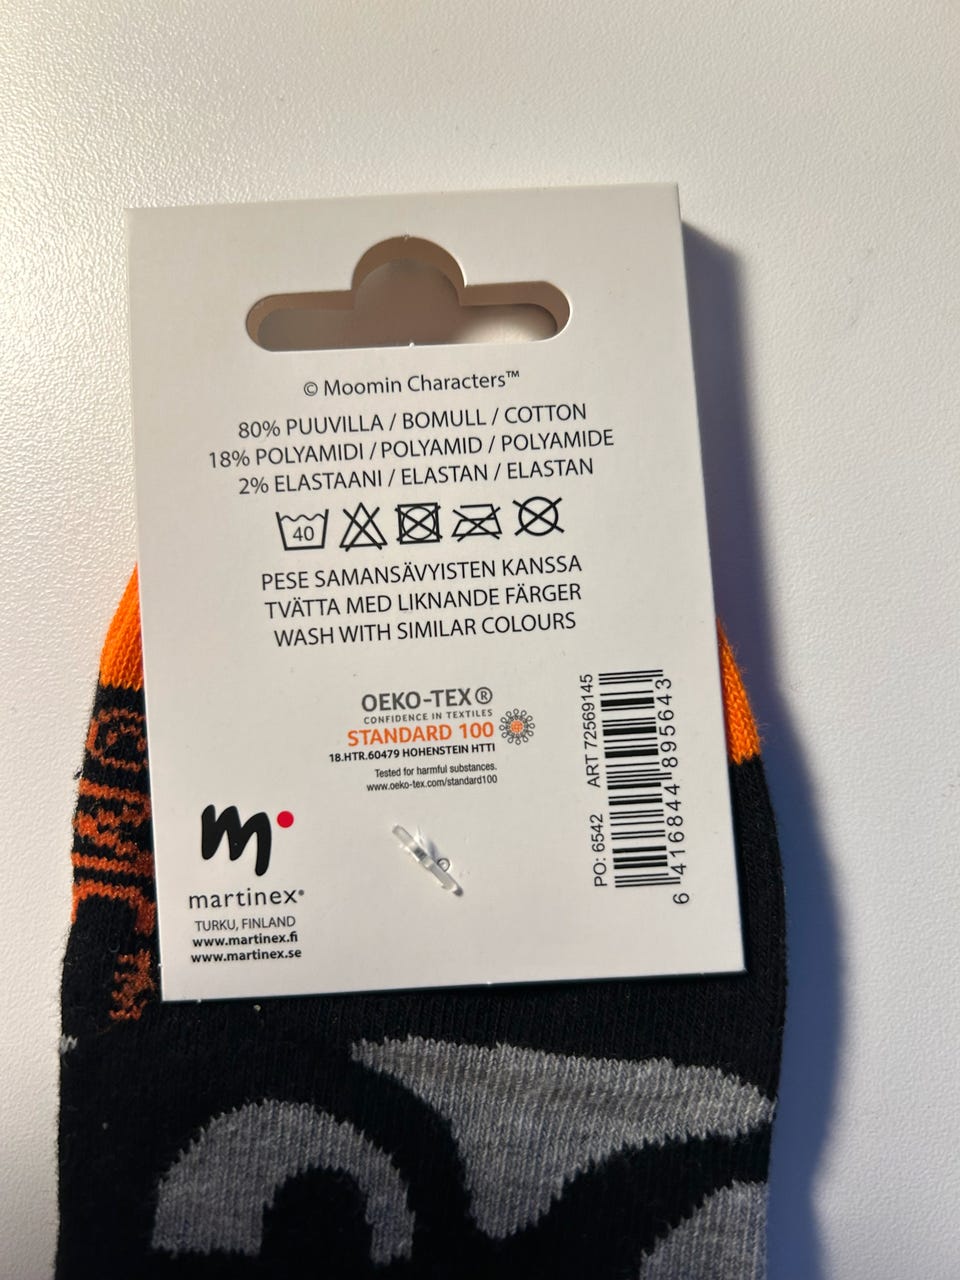 © Moomin Characters™
80% PUUVILLA / BOMULL / COTTON
18% POLYAMIDI / POLYAMID / POLYAMIDE
2% ELASTAANI / ELASTAN / ELASTAN
40
PESE SAMANSÄVYISTEN KANSSA
TVÄTTA MED LIKNANDE FÄRGER
WASH WITH SIMILAR COLOURS
OEKO-TEX®
CONFIDENCE IN TEXTILES
STANDARD 100
18.HTR.60479 HOHENSTEIN HTTI
Tested for harmful substances.
www.oeko-tex.com/standard100
m
martinex®
TURKU, FINLAND
www.martinex.fi
www.martinex.se
PO: 6542 ART 72569145
6 416844 895643